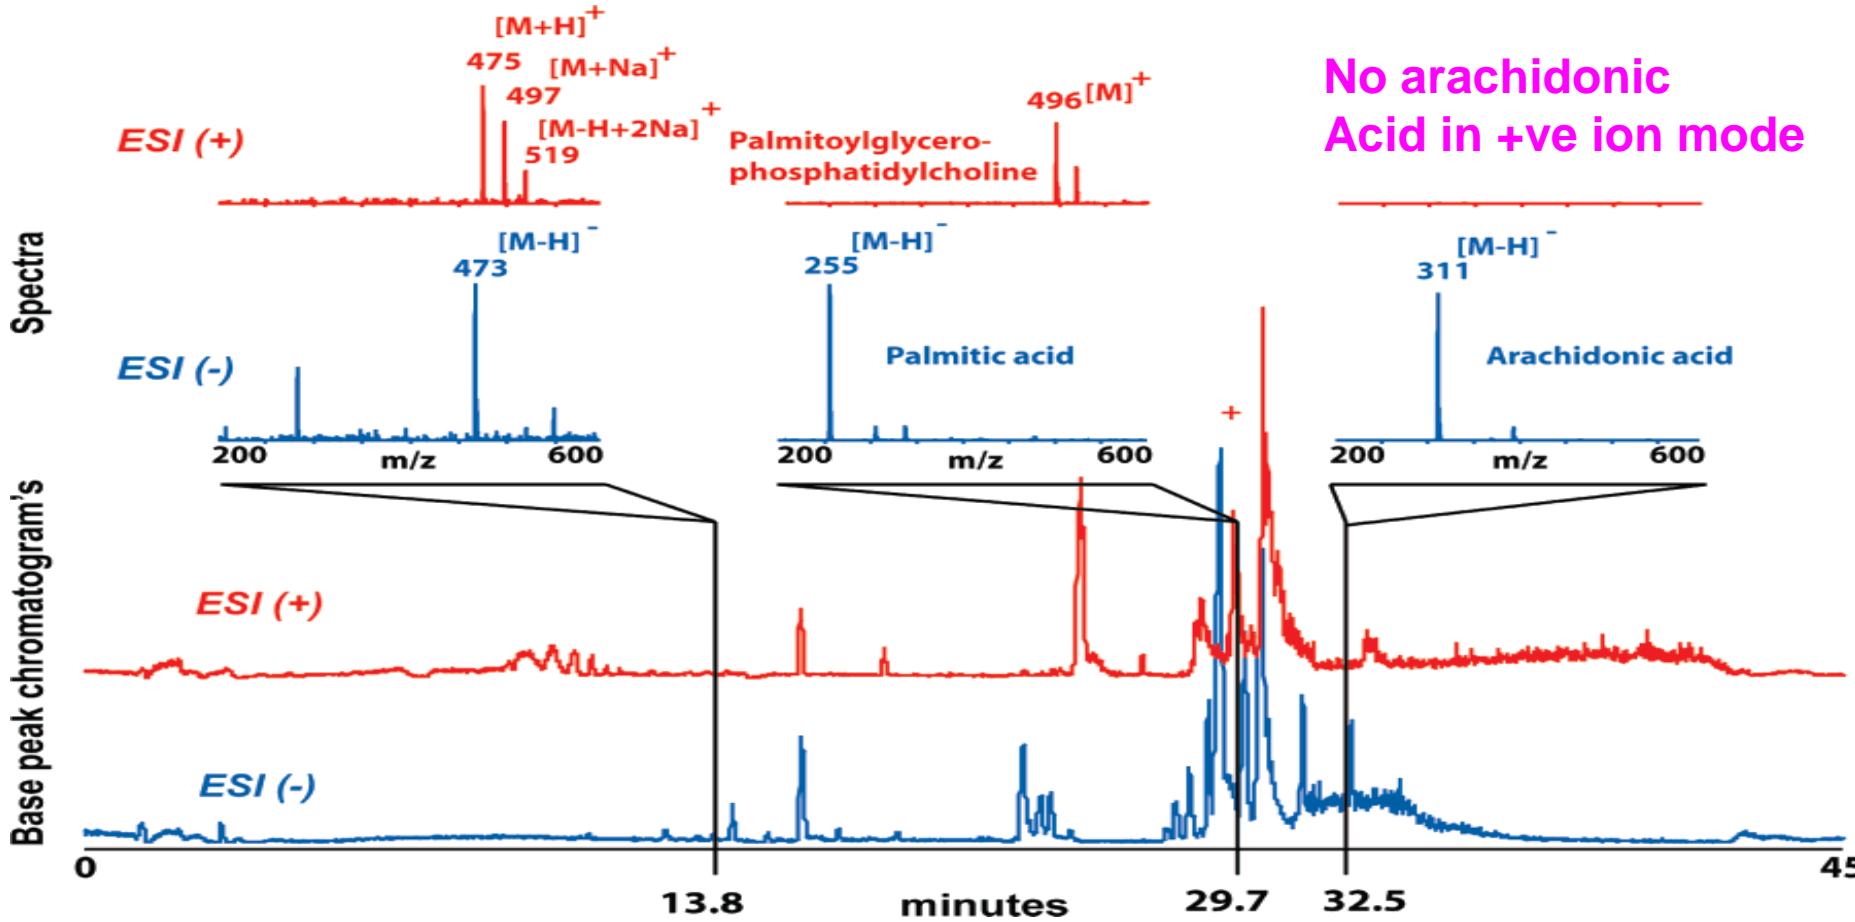 [M+H]+
475
[M+Na]+
497
[M-H+2Na]+
519
ESI (+)
Palmitoylglycero-
phosphatidylcholine
496 [M]+
No arachidonic
Acid in +ve ion mode
Spectra
[M-H]-
473
ESI (-)
[M-H]-
255
Palmitic acid
[M-H]-
311
Arachidonic acid
+
200 m/z 600
200 m/z 600
200 m/z 600
Base peak chromatogram's
ESI (+)
ESI (-)
0
13.8
minutes
29.7
32.5
45